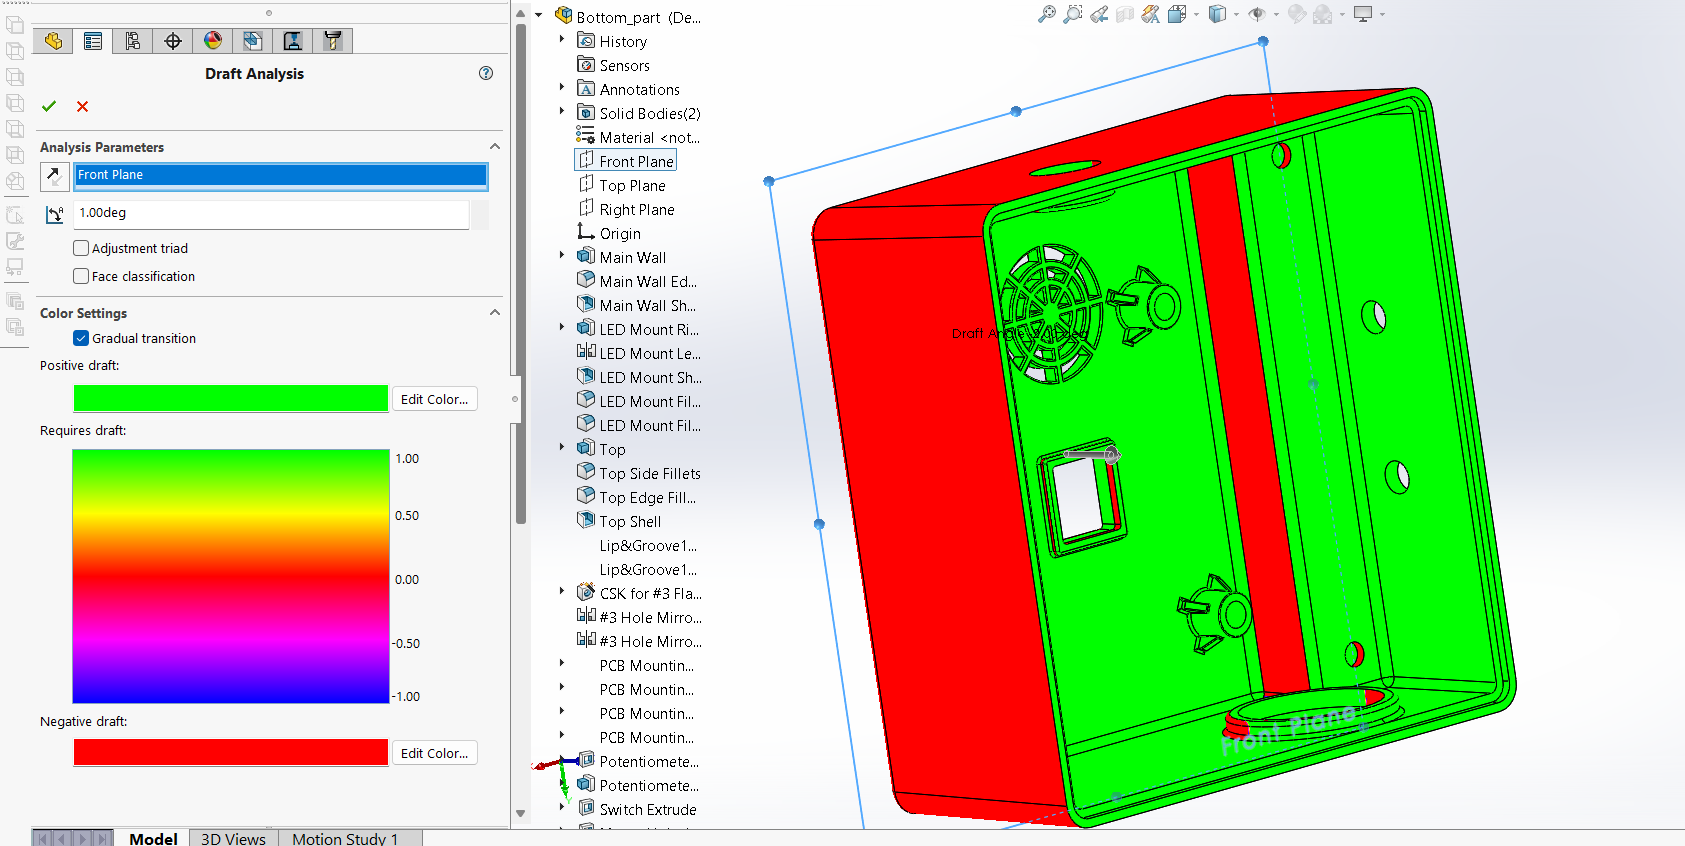 Draft Analysis
Analysis Parameters
Front Plane
1.00deg
Adjustment triad
Face classification
Color Settings
Gradual transition
Positive draft:
Edit Color...
Requires draft:
1.00
0.50
0.00
-0.50
-1.00
Negative draft:
Edit Color...
Bottom_part (De...
History
Sensors
Annotations
Solid Bodies(2)
Material <not...
Front Plane
Top Plane
Right Plane
Origin
Main Wall
Main Wall Ed...
Main Wall Sh...
LED Mount Ri...
LED Mount Le...
LED Mount Sh...
LED Mount Fil...
LED Mount Fil...
Top
Top Side Fillets
Top Edge Fill...
Top Shell
Lip&Groove1...
Lip&Groove1...
CSK for #3 Fla...
#3 Hole Mirro...
#3 Hole Mirro...
PCB Mountin...
PCB Mountin...
PCB Mountin...
PCB Mountin...
Potentiomete...
Potentiomete...
Switch Extrude
Draft
Front Plane
Model
3D Views
Motion Study 1